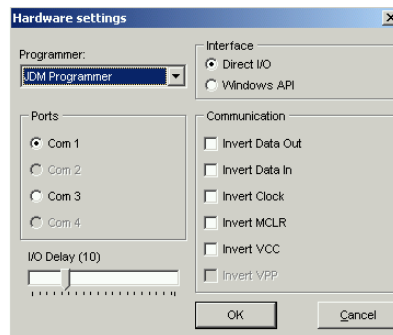 Hardware settings
Programmer:
JDM Programmer
Interface
Direct I/O
Windows API
Ports
Com 1
Com 2
Com 3
Com 4
Communication
Invert Data Out
Invert Data In
Invert Clock
Invert MCLR
Invert VCC
Invert VPP
I/O Delay (10)
OK
Cancel